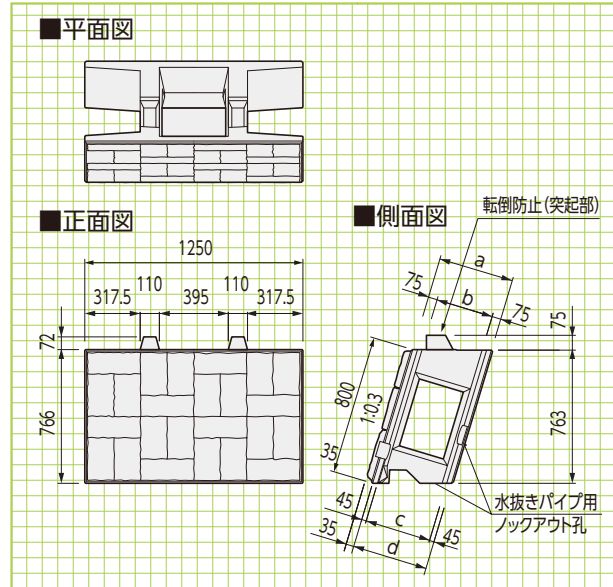 ■平面図
■正面図
1250
317.5 110 395 110 317.5
72
766
■側面図
転倒防止（突起部）
a
75 b 75
75
800
1:0.3
763
35
45 c 45
35 d
水抜きパイプ用
ノックアウト孔